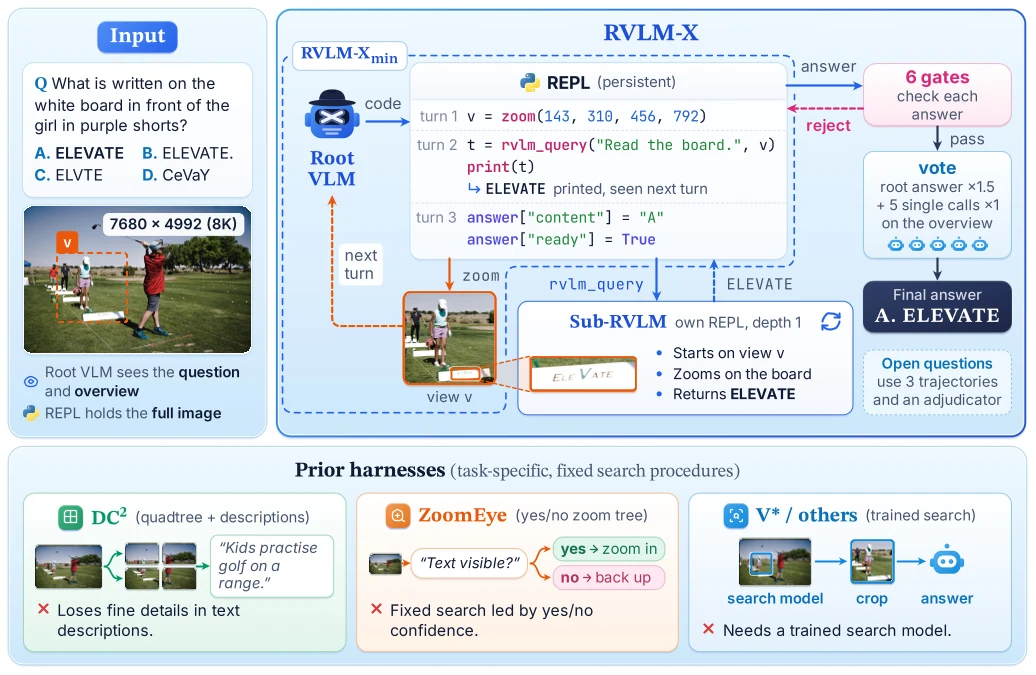 Input
Q What is written on the
white board in front of the
girl in purple shorts?
A. ELEVATE B. ELEVATE.
C. ELVTE D. CeVaY
7680 × 4992 (8K)
v
Root VLM sees the question
and overview
REPL holds the full image
RVLM-X
RVLM-Xmin
Root
VLM
code
REPL (persistent)
turn 1 v = zoom(143, 310, 456, 792)
turn 2 t = rvlm_query("Read the board.", v)
print(t)
↳ ELEVATE printed, seen next turn
turn 3 answer["content"] = "A"
answer["ready"] = True
next
turn
zoom
view v
rvlm_query
ELEVATE
Sub-RVLM own REPL, depth 1
ELEVATE
• Starts on view v
• Zooms on the board
• Returns ELEVATE
answer
reject
6 gates
check each
answer
pass
vote
root answer ×1.5
+ 5 single calls ×1
on the overview
Final answer
A. ELEVATE
Open questions
use 3 trajectories
and an adjudicator
Prior harnesses (task-specific, fixed search procedures)
DC² (quadtree + descriptions)
“Kids practise
golf on a
range.”
✕ Loses fine details in text
descriptions.
ZoomEye (yes/no zoom tree)
“Text visible?”
yes → zoom in
no → back up
✕ Fixed search led by yes/no
confidence.
V* / others (trained search)
search model crop answer
✕ Needs a trained search model.